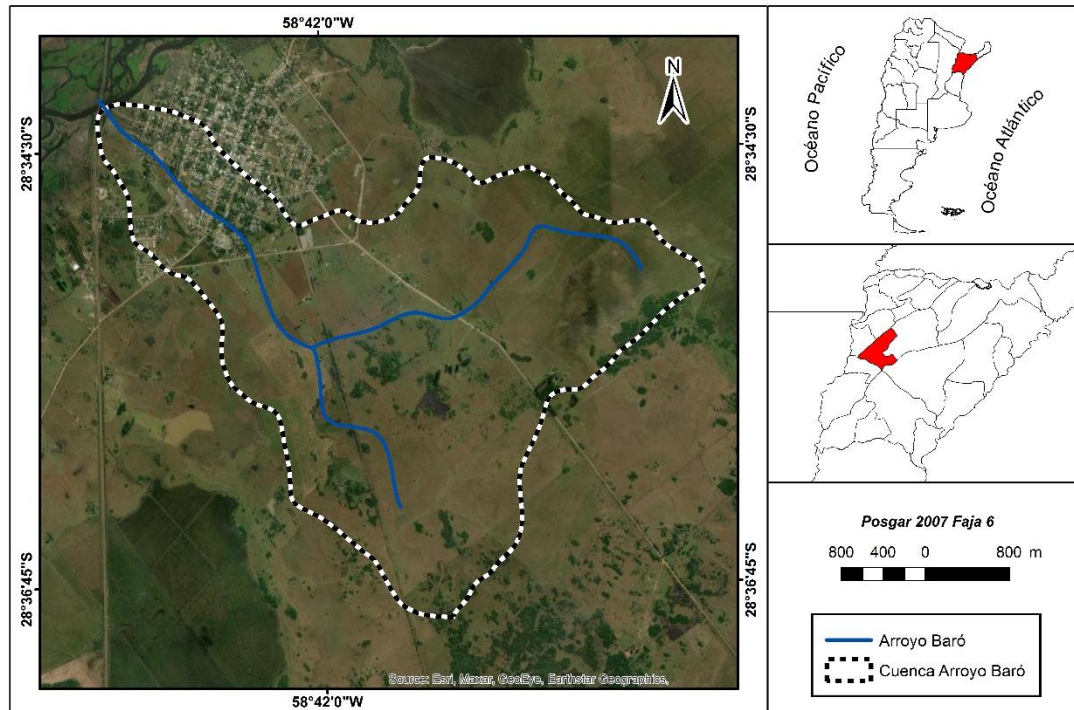 58°42'0"W
28°34'30"S
28°34'30"S
N
28°36'45"S
28°36'45"S
Source: Esri, Maxar, GeoEye, Earthstar Geographics,
58°42'0"W
Océano Pacífico
Océano Atlántico
Posgar 2007 Faja 6
800 400 0 800 m
Arroyo Baró
Cuenca Arroyo Baró